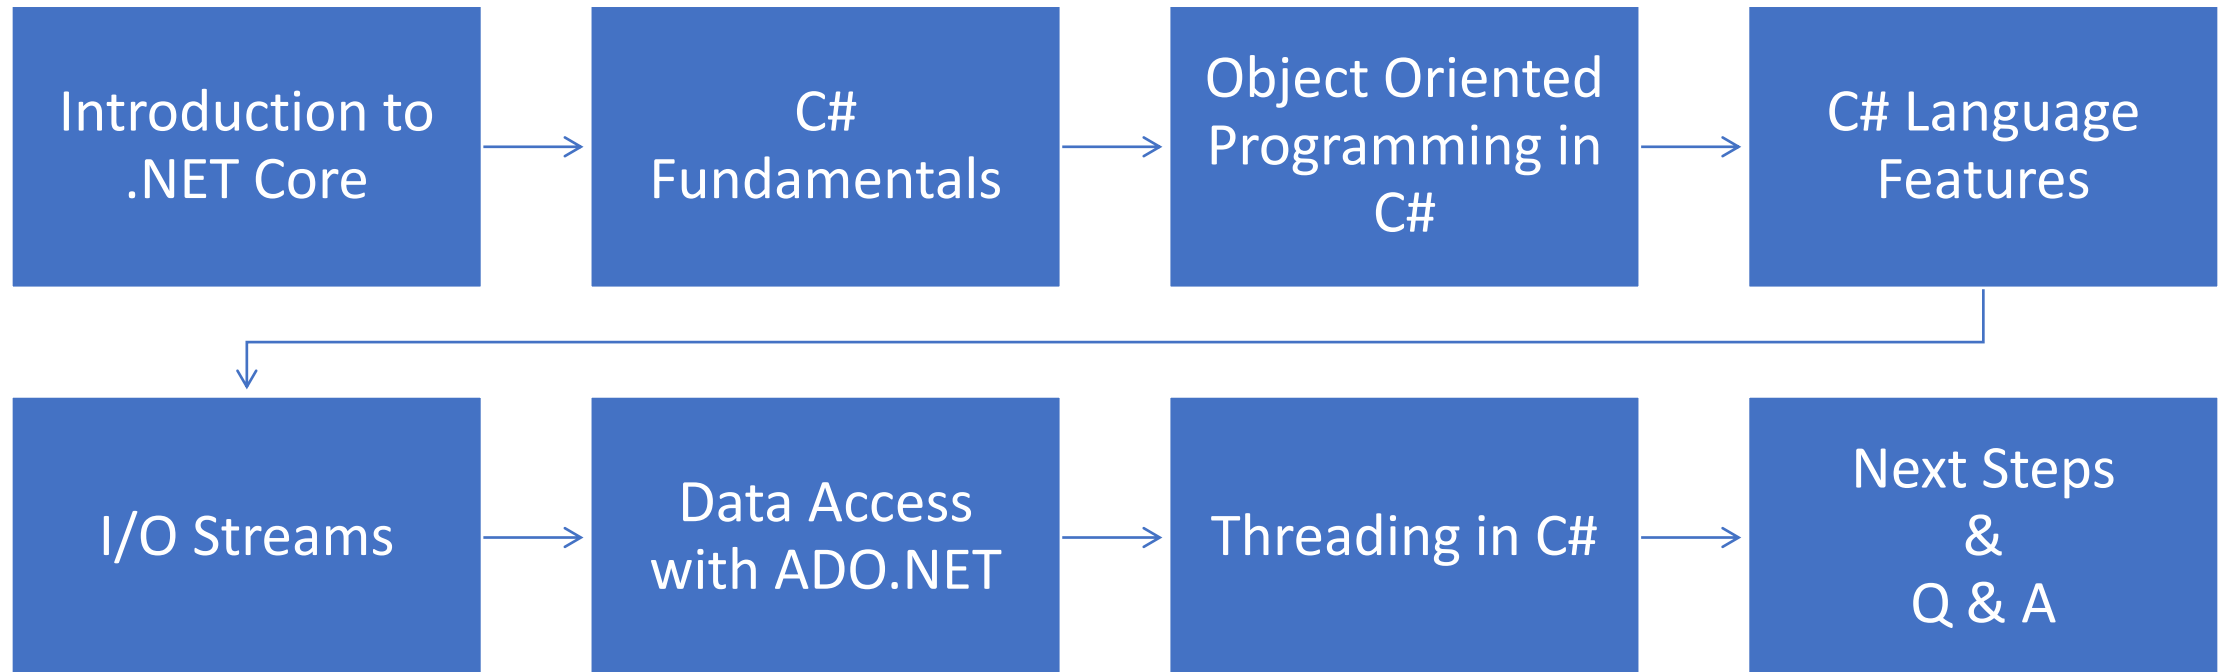 Introduction to
.NET Core
C#
Fundamentals
Object Oriented
Programming in
C#
C# Language
Features
I/O Streams
Data Access
with ADO.NET
Threading in C#
Next Steps
&
Q & A